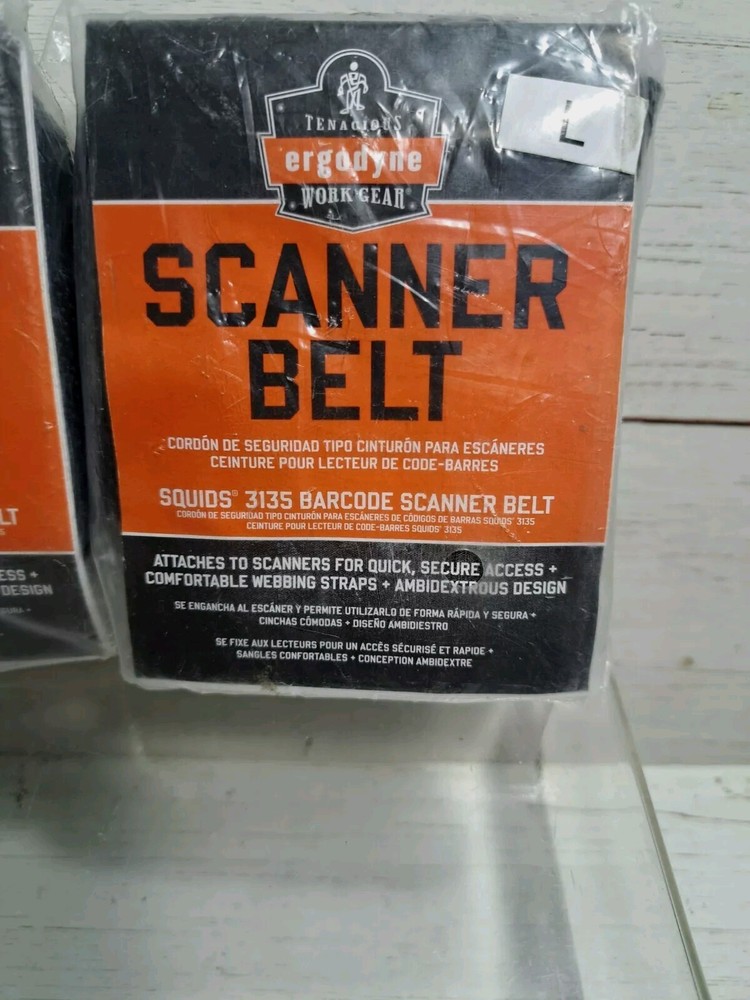 TENACIOUS
ergodyne
WORK GEAR
L
SCANNER
BELT
CORDÓN DE SEGURIDAD TIPO CINTURÓN PARA ESCÁNERES
CEINTURE POUR LECTEUR DE CODE-BARRES
SQUIDS® 3135 BARCODE SCANNER BELT
CORDÓN DE SEGURIDAD TIPO CINTURÓN PARA ESCÁNERES DE CÓDIGOS DE BARRAS SQUIDS® 3135
CEINTURE POUR LECTEUR DE CODE-BARRES SQUIDS® 3135
ATTACHES TO SCANNERS FOR QUICK, SECURE ACCESS +
COMFORTABLE WEBBING STRAPS + AMBIDEXTROUS DESIGN
SE ENGANCHA AL ESCÁNER Y PERMITE UTILIZARLO DE FORMA RÁPIDA Y SEGURA +
CINCHAS CÓMODAS + DISEÑO AMBIDIESTRO
SE FIXE AUX LECTEURS POUR UN ACCÈS SÉCURISÉ ET RAPIDE +
SANGLES CONFORTABLES + CONCEPTION AMBIDEXTRE
LT
ESS +
DESIGN